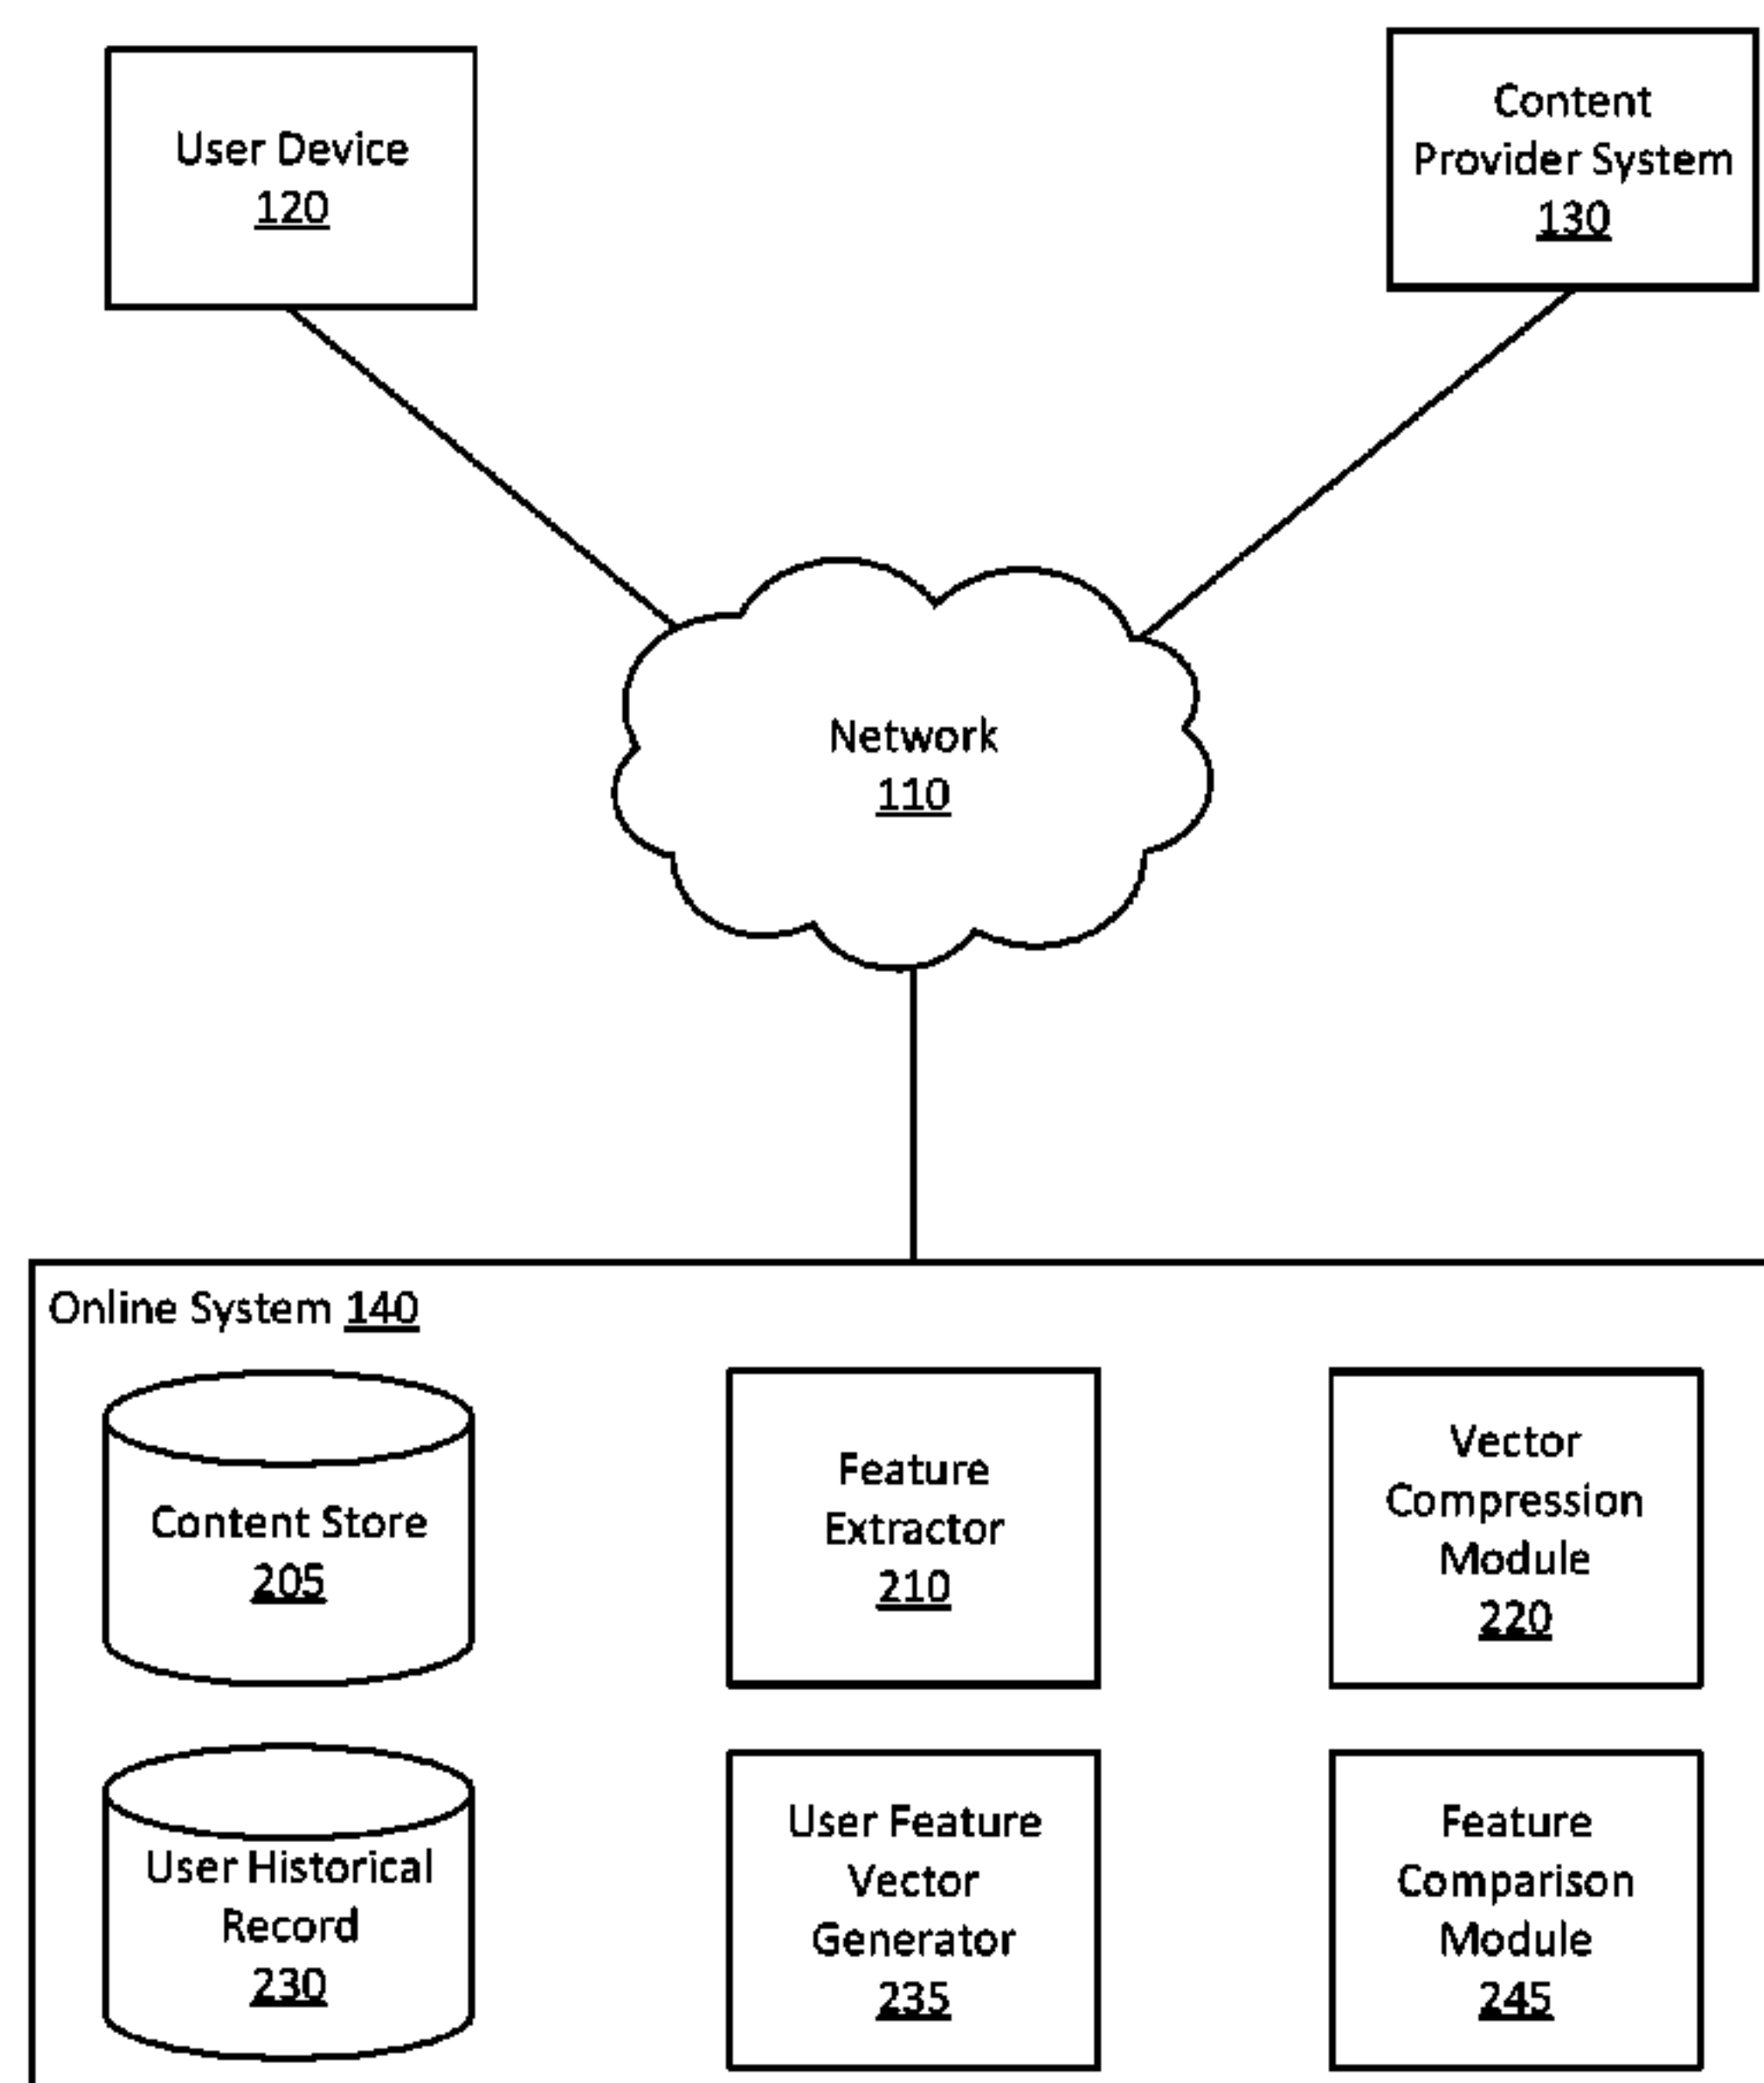 User Device
120
Content
Provider System
130
Network
110
Online System 140
Content Store
205
Feature
Extractor
210
Vector
Compression
Module
220
User Historical
Record
230
User Feature
Vector
Generator
235
Feature
Comparison
Module
245